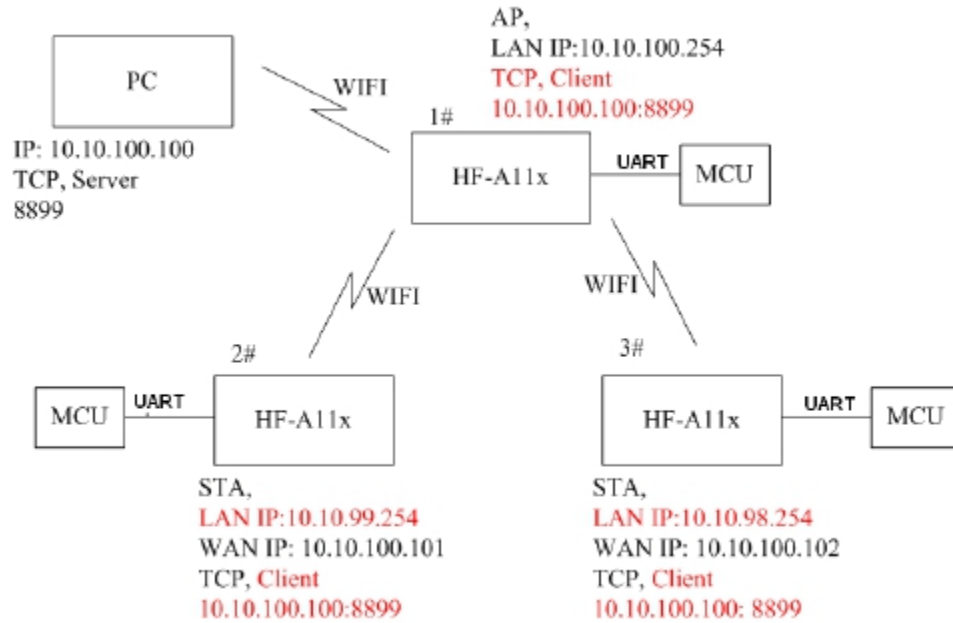 AP,
LAN IP:10.10.100.254
TCP, Client
10.10.100.100:8899
PC
WIFI
1#
IP: 10.10.100.100
TCP, Server
8899
HF-A11x
UART
MCU
WIFI
WIFI
2#
3#
MCU
UART
HF-A11x
HF-A11x
UART
MCU
STA,
LAN IP:10.10.99.254
WAN IP: 10.10.100.101
TCP, Client
10.10.100.100:8899
STA,
LAN IP:10.10.98.254
WAN IP: 10.10.100.102
TCP, Client
10.10.100.100: 8899